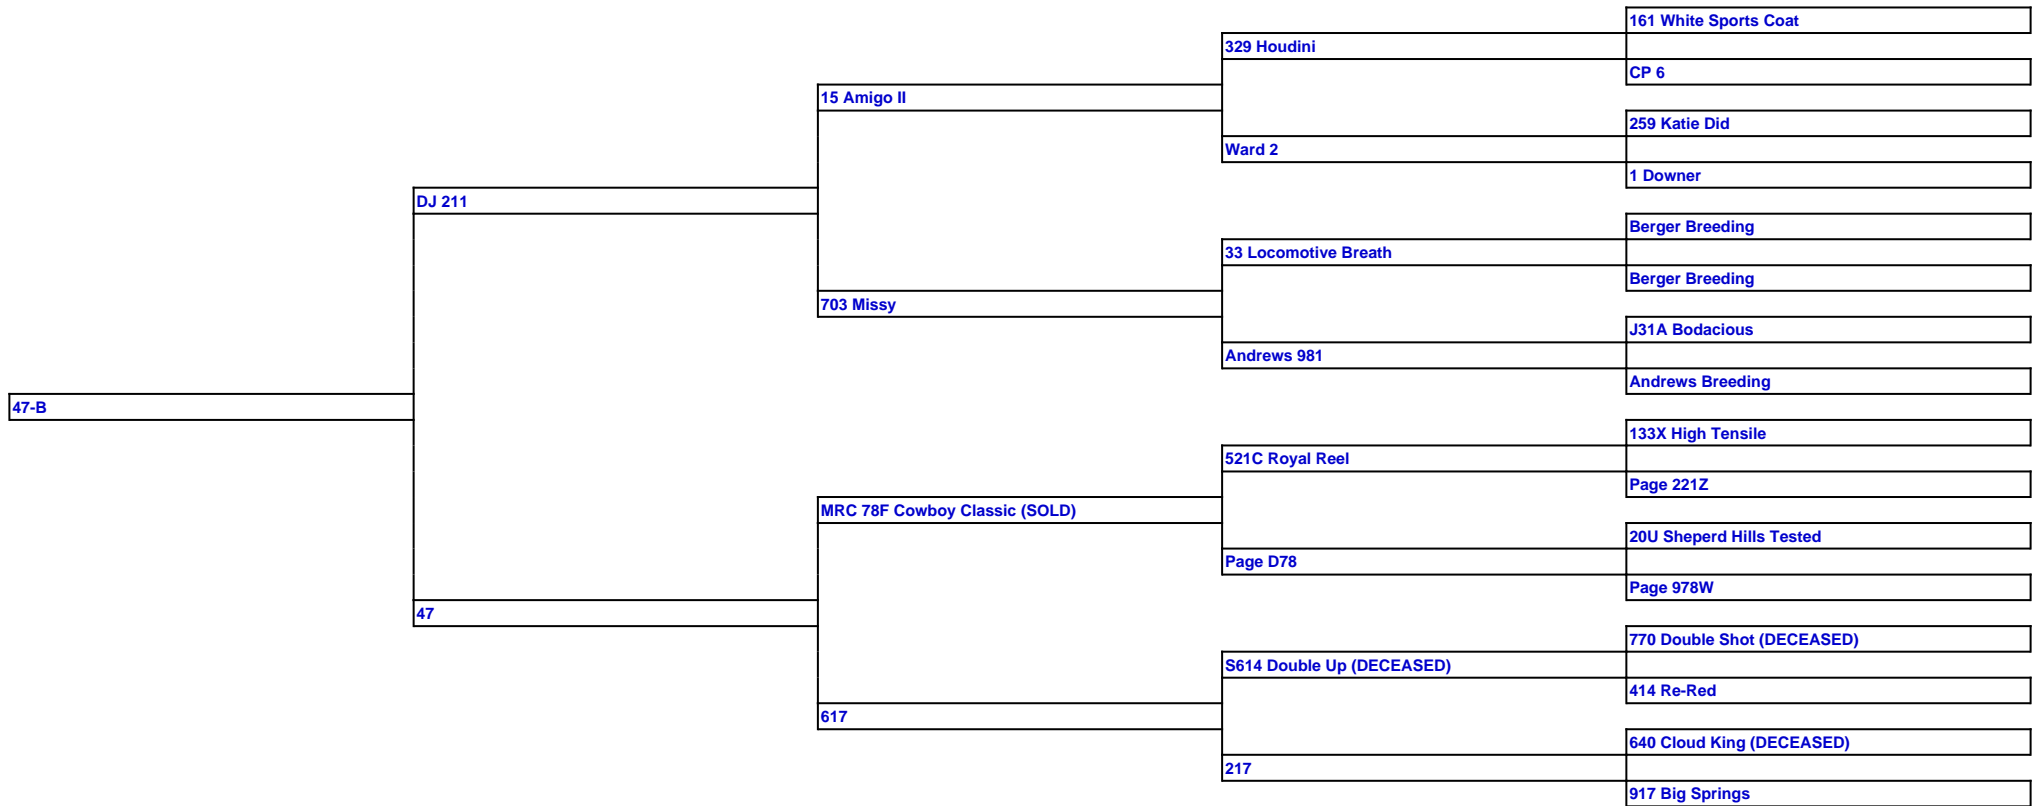 161 White Sports Coat
329 Houdini
CP 6
15 Amigo II
259 Katie Did
Ward 2
1 Downer
DJ 211
Berger Breeding
33 Locomotive Breath
Berger Breeding
703 Missy
J31A Bodacious
Andrews 981
Andrews Breeding
47-B
133X High Tensile
521C Royal Reel
Page 221Z
MRC 78F Cowboy Classic (SOLD)
20U Sheperd Hills Tested
Page D78
Page 978W
47
770 Double Shot (DECEASED)
S614 Double Up (DECEASED)
414 Re-Red
617
640 Cloud King (DECEASED)
217
917 Big Springs